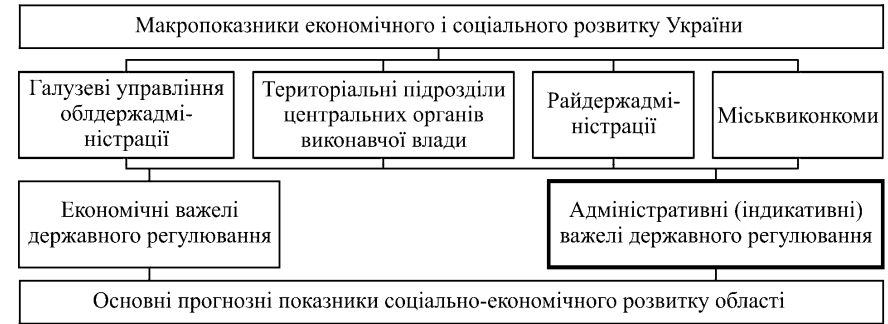 Макропоказники економічного і соціального розвитку України
Галузеві управління
облдержадмі-
ністрації
Територіальні підрозділи
центральних органів
виконавчої влади
Райдержадмі-
ністрації
Міськвиконкоми
Економічні важелі
державного регулювання
Адміністративні (індикативні)
важелі державного регулювання
Основні прогнозні показники соціально-економічного розвитку області